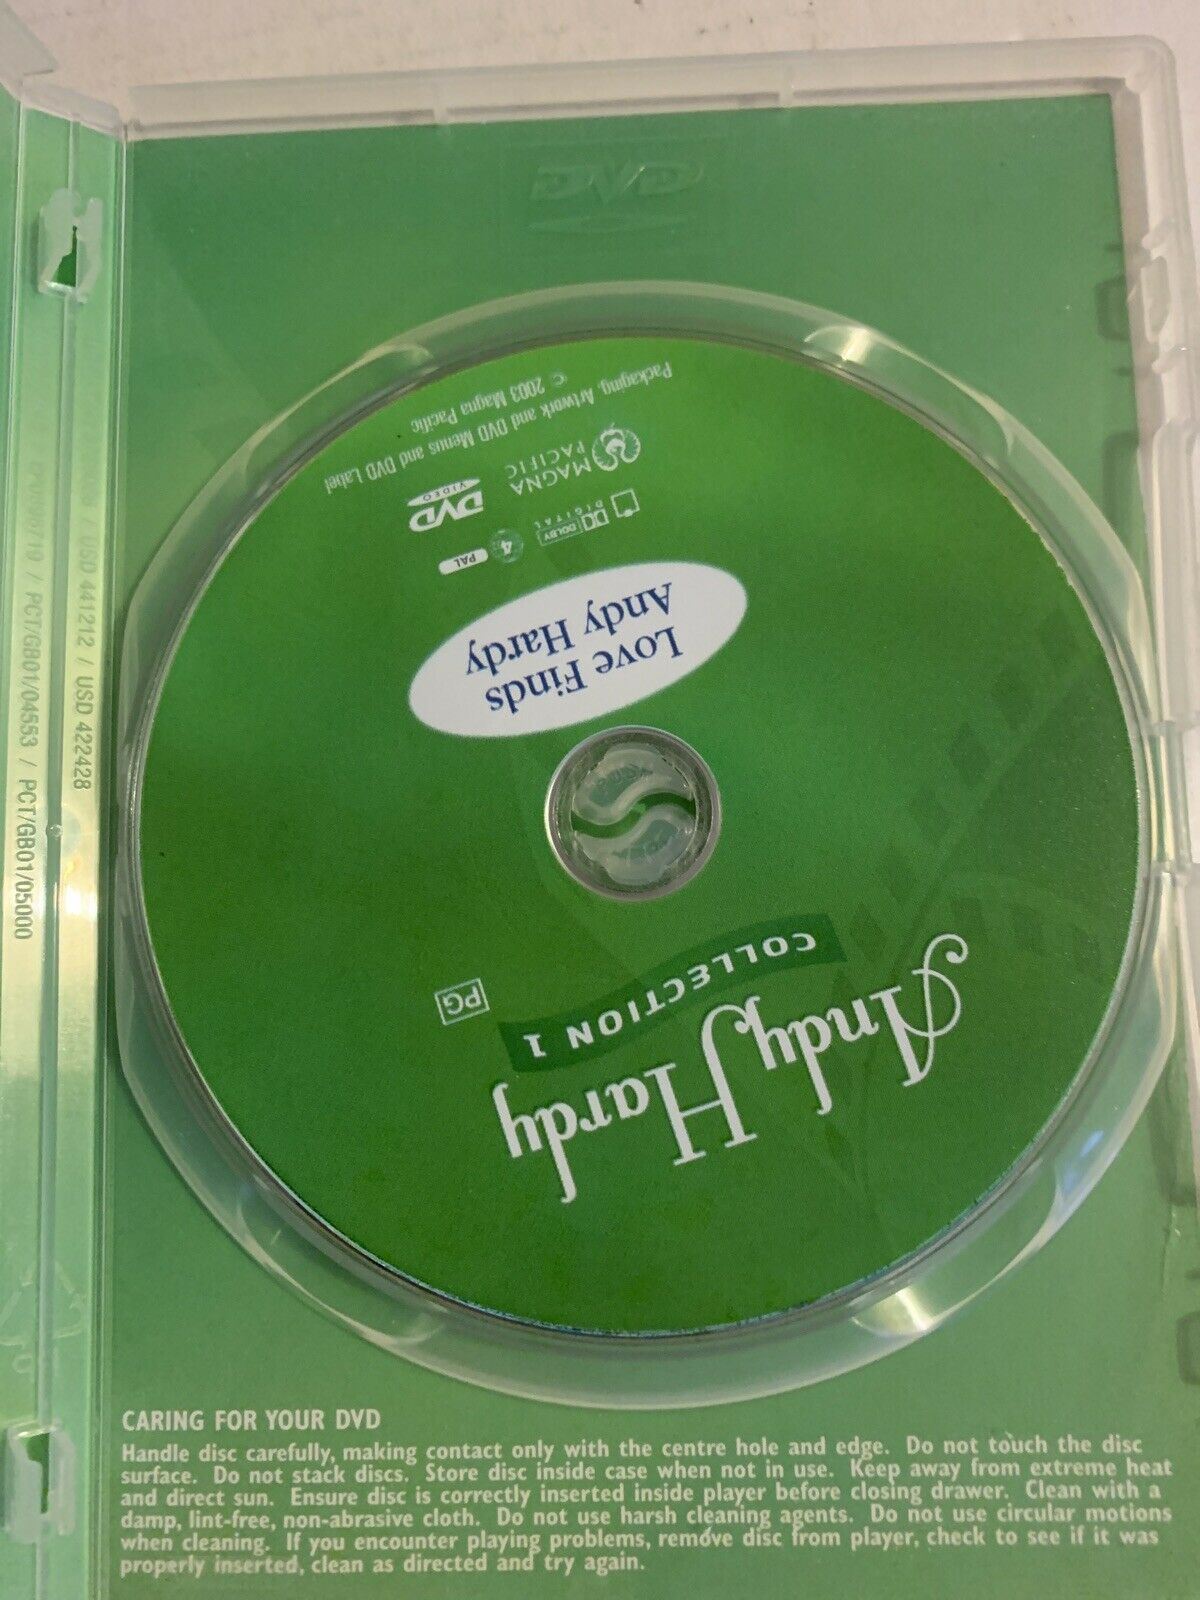 DVD
Andy Hardy
COLLECTION 1
PG
Love Finds
Andy Hardy
PAL
4
DOLBY
DIGITAL
DVD
VIDEO
MAGNA
PACIFIC
Packaging, Artwork and DVD Menus and DVD Label
© 2003 Magna Pacific
/ USD 441212 / USD 422428
/ PCT/GB01/04553 / PCT/GB01/05000
CARING FOR YOUR DVD
Handle disc carefully, making contact only with the centre hole and edge. Do not touch the disc
surface. Do not stack discs. Store disc inside case when not in use. Keep away from extreme heat
and direct sun. Ensure disc is correctly inserted inside player before closing drawer. Clean with a
damp, lint-free, non-abrasive cloth. Do not use harsh cleaning agents. Do not use circular motions
when cleaning. If you encounter playing problems, remove disc from player, check to see if it was
properly inserted, clean as directed and try again.